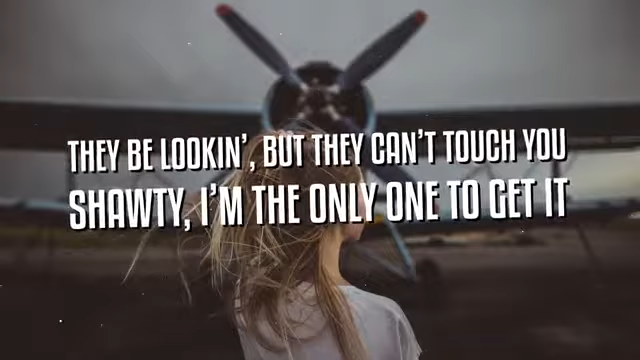 THEY BE LOOKIN', BUT THEY CAN'T TOUCH YOU
SHAWTY, I'M THE ONLY ONE TO GET IT